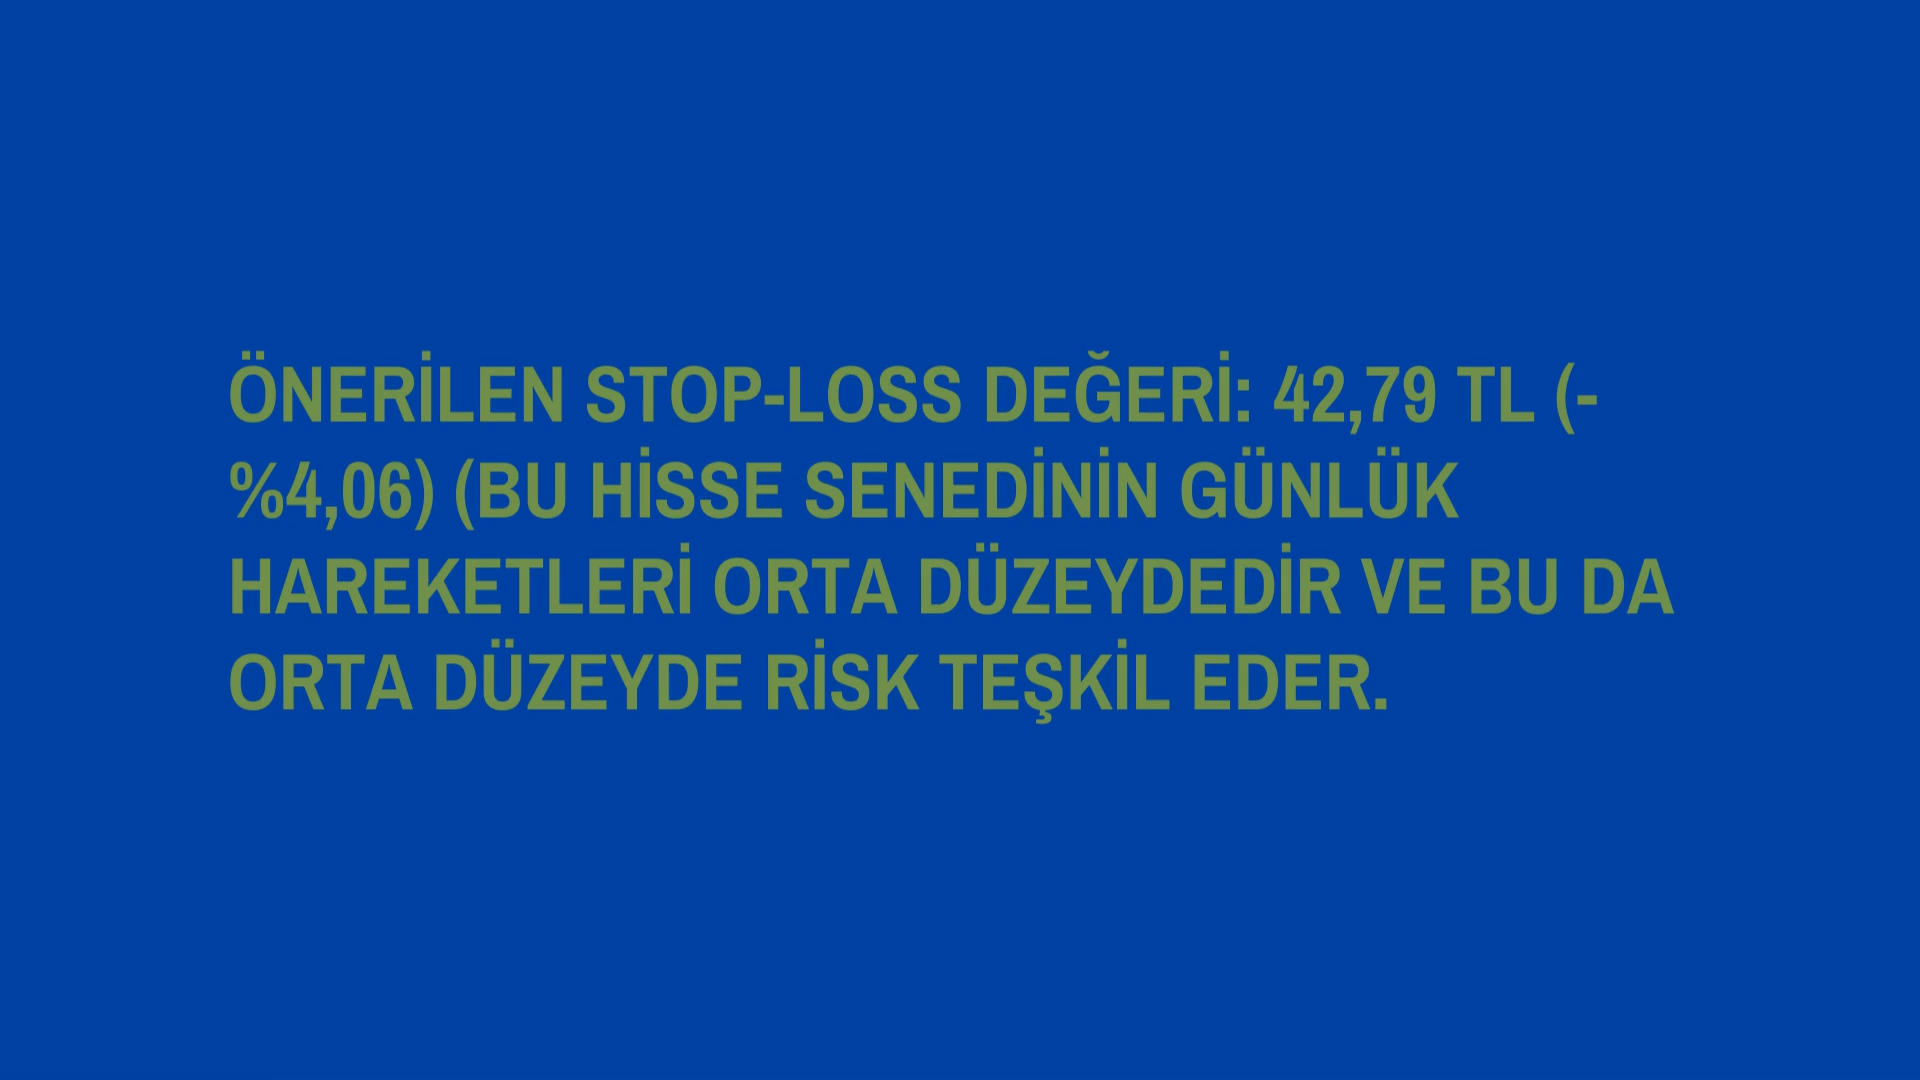 ÖNERİLEN STOP-LOSS DEĞERİ: 42,79 TL (-
%4,06) (BU HİSSE SENEDİNİN GÜNLÜK
HAREKETLERİ ORTA DÜZEYDEDİR VE BU DA
ORTA DÜZEYDE RİSK TEŞKİL EDER.